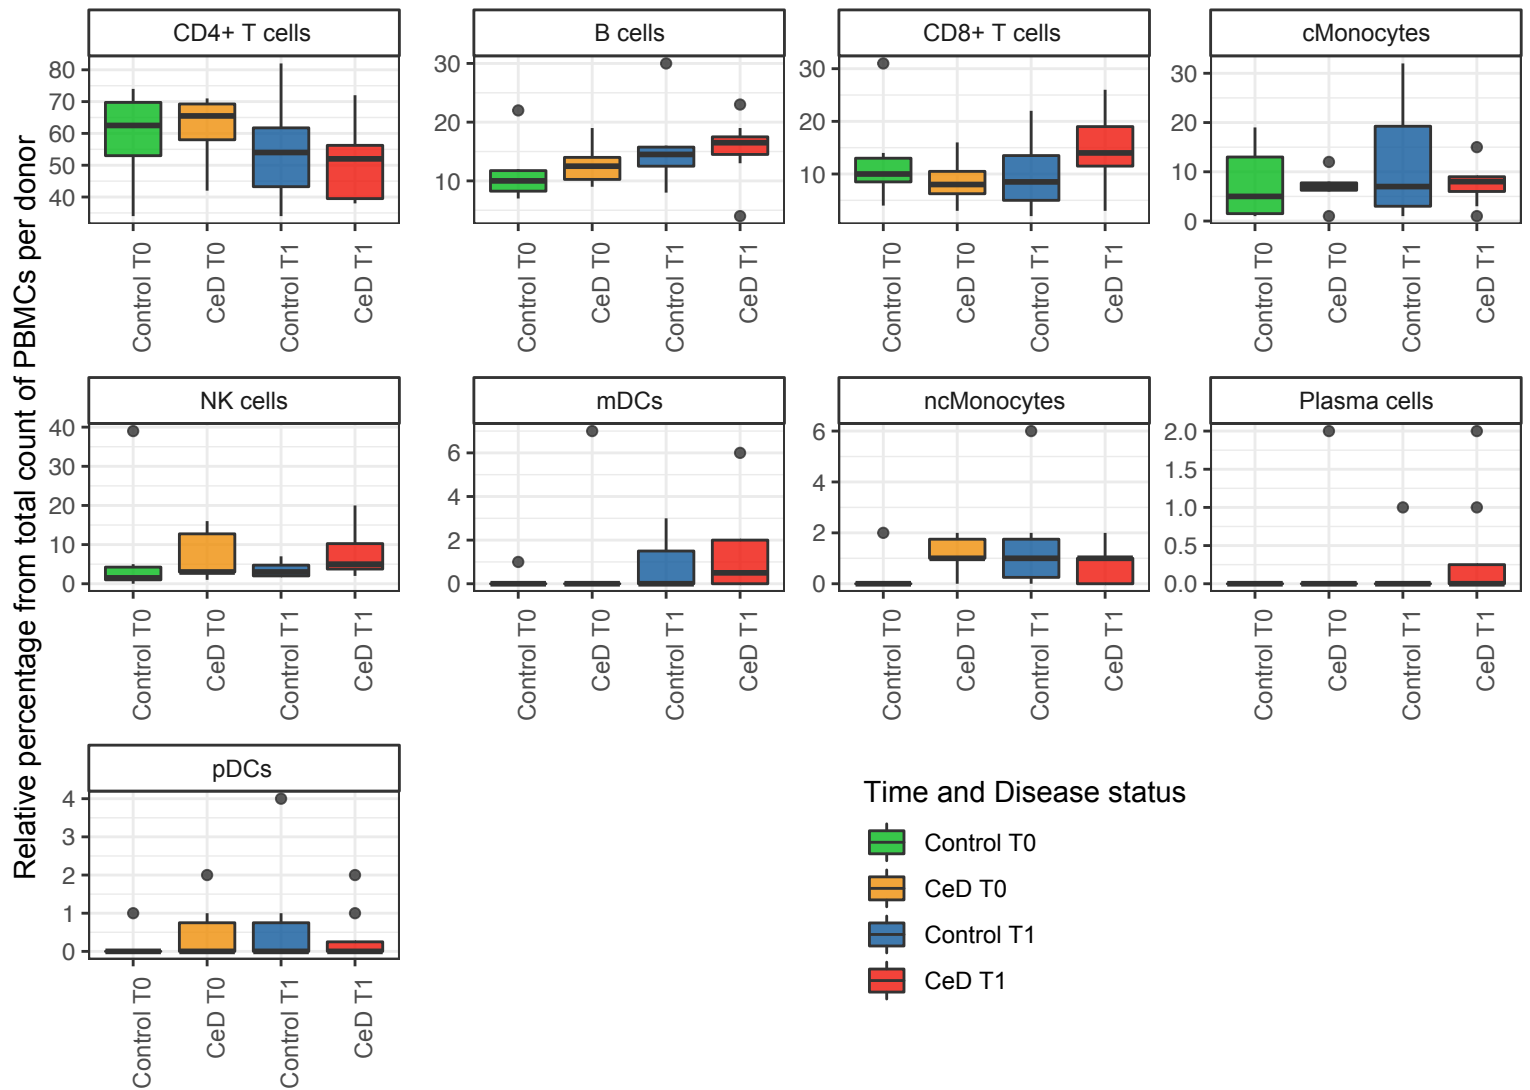 Relative percentage from total count of PBMCs per donor
CD4+ T cells
80
70
60
50
40
Control T0
CeD T0
Control T1
CeD T1
B cells
30
20
10
Control T0
CeD T0
Control T1
CeD T1
CD8+ T cells
30
20
10
Control T0
CeD T0
Control T1
CeD T1
cMonocytes
30
20
10
0
Control T0
CeD T0
Control T1
CeD T1
NK cells
40
30
20
10
0
Control T0
CeD T0
Control T1
CeD T1
mDCs
6
4
2
0
Control T0
CeD T0
Control T1
CeD T1
ncMonocytes
6
4
2
0
Control T0
CeD T0
Control T1
CeD T1
Plasma cells
2.0
1.5
1.0
0.5
0.0
Control T0
CeD T0
Control T1
CeD T1
pDCs
4
3
2
1
0
Control T0
CeD T0
Control T1
CeD T1
Time and Disease status
Control T0
CeD T0
Control T1
CeD T1